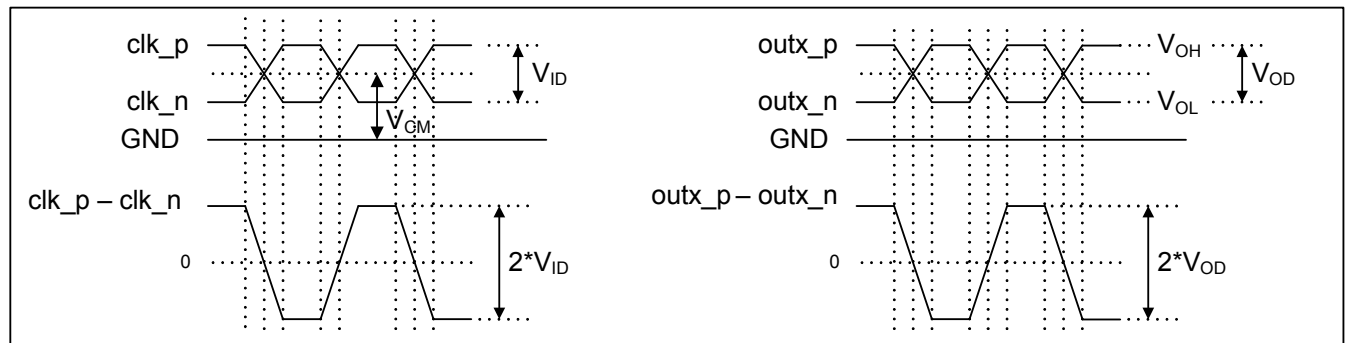 clk_p
clk_n
GND
V_ID
V_CM
clk_p – clk_n
0
2*V_ID
outx_p
outx_n
GND
V_OH
V_OL
V_OD
outx_p – outx_n
0
2*V_OD